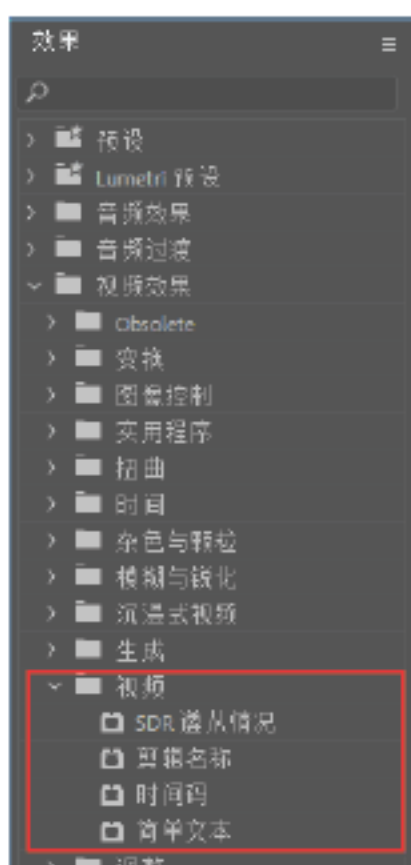 效果
预设
Lumetri 预设
音频效果
音频过渡
视频效果
Obsolete
变换
图像控制
实用程序
扭曲
时间
杂色与颗粒
模糊与锐化
沉浸式视频
生成
视频
SDR 遵从情况
剪辑名称
时间码
简单文本
调整